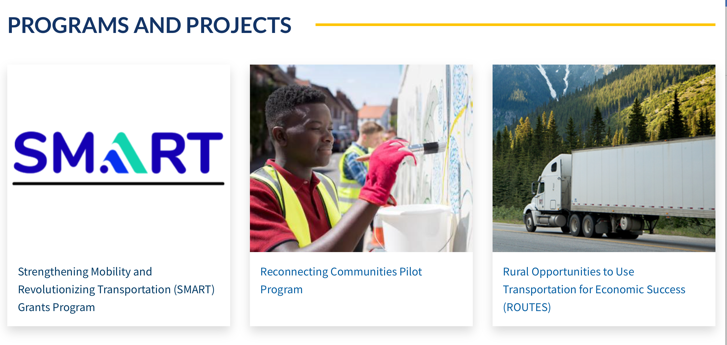 PROGRAMS AND PROJECTS
SMART
Strengthening Mobility and
Revolutionizing Transportation (SMART)
Grants Program
Reconnecting Communities Pilot
Program
Rural Opportunities to Use
Transportation for Economic Success
(ROUTES)